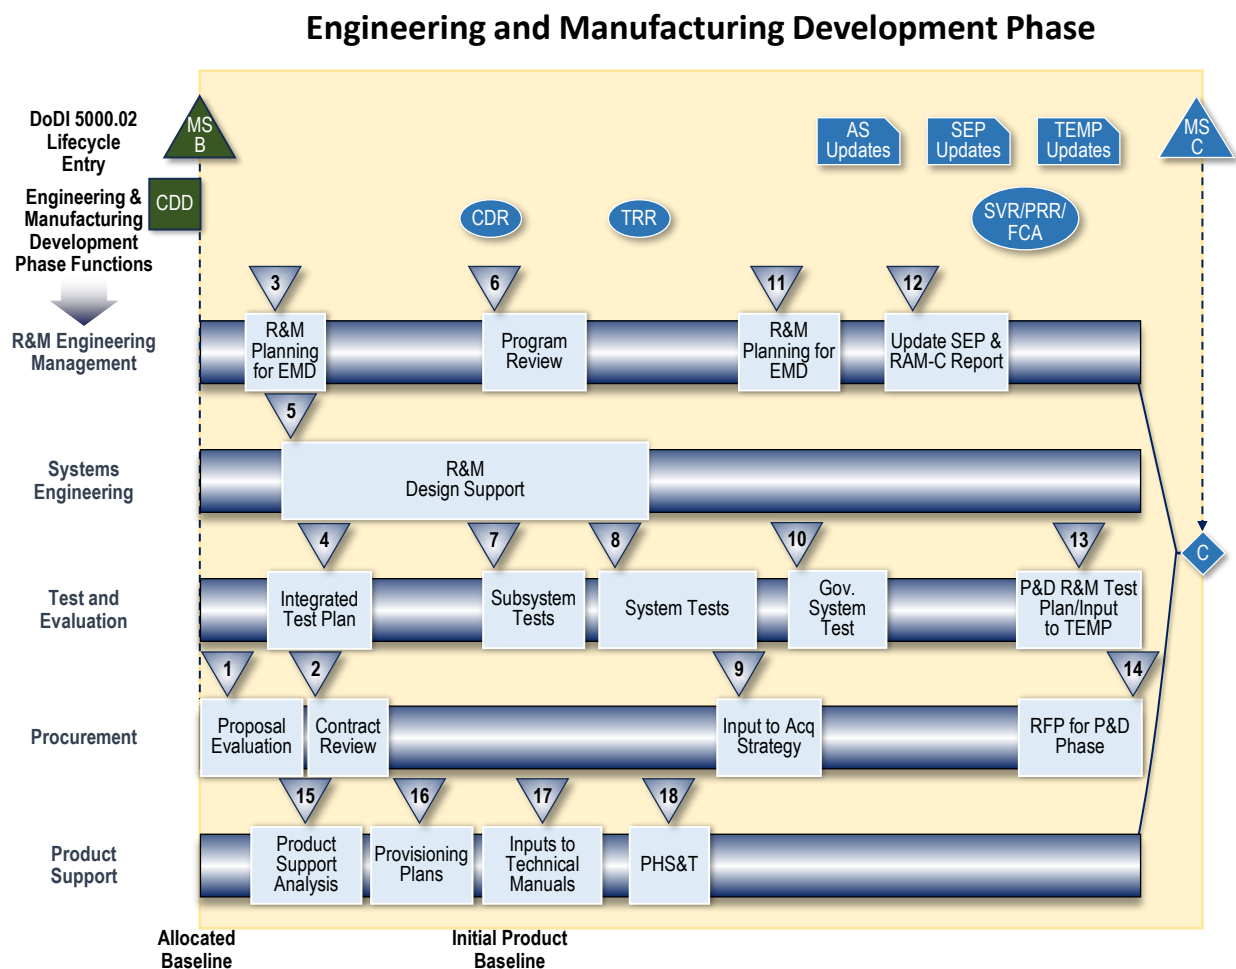 Engineering and Manufacturing Development Phase
DoDI 5000.02
Lifecycle
Entry
MS
B
AS
Updates
SEP
Updates
TEMP
Updates
MS
C
Engineering &
Manufacturing
Development
Phase Functions
CDD
CDR
TRR
SVR/PRR/
FCA
3
6
11
12
R&M Engineering
Management
R&M
Planning
for EMD
Program
Review
R&M
Planning for
EMD
Update SEP &
RAM-C Report
5
Systems
Engineering
R&M
Design Support
4
7
8
10
13
C
Test and
Evaluation
Integrated
Test Plan
Subsystem
Tests
System Tests
Gov.
System
Test
P&D R&M Test
Plan/Input
to TEMP
1
2
9
14
Procurement
Proposal
Evaluation
Contract
Review
Input to Acq
Strategy
RFP for P&D
Phase
15
16
17
18
Product
Support
Product
Support
Analysis
Provisioning
Plans
Inputs to
Technical
Manuals
PHS&T
Allocated
Baseline
Initial Product
Baseline